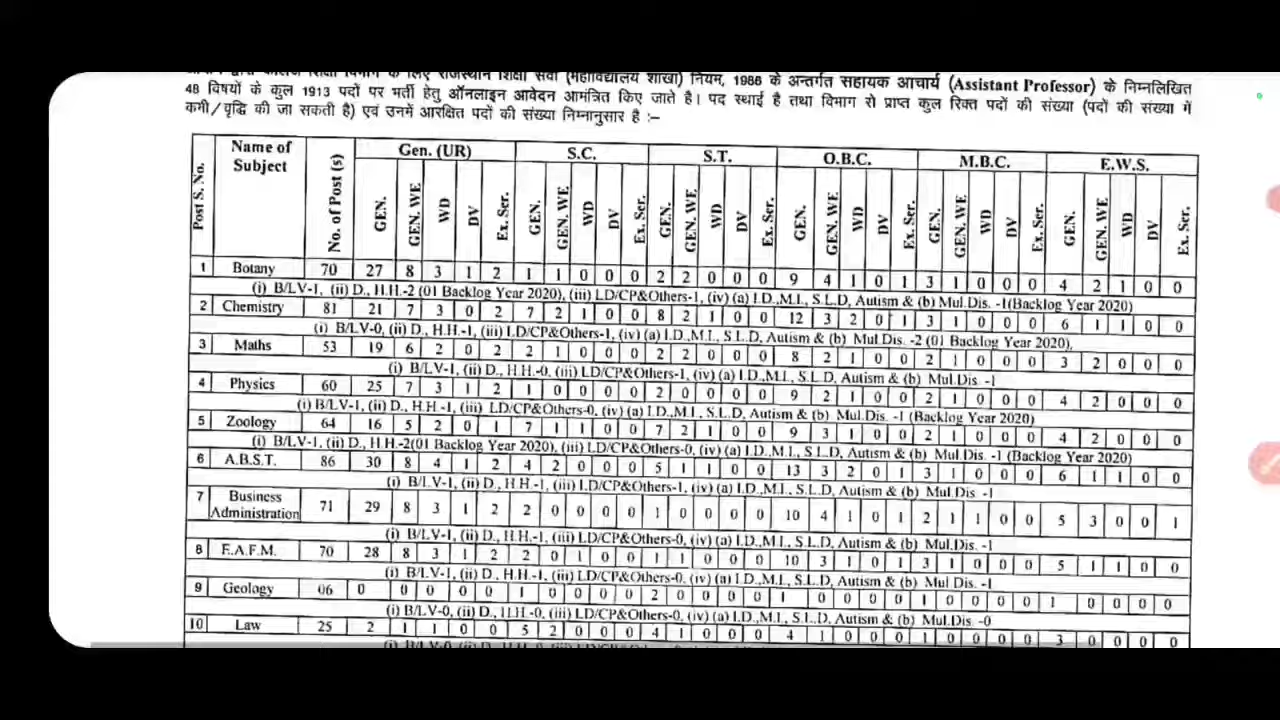 आयोग द्वारा कॉलेज शिक्षा विभाग के लिए राजस्थान शिक्षा सेवा (महाविद्यालय शाखा) नियम, 1986 के अन्तर्गत सहायक आचार्य (Assistant Professor) के निम्नलिखित
48 विषयों के कुल 1913 पदों पर भर्ती हेतु ऑनलाइन आवेदन आमंत्रित किए जाते है। पद स्थाई है तथा विभाग से प्राप्त कुल रिक्त पदों की संख्या (पदों की संख्या में
कमी/वृद्धि की जा सकती है) एवं उनमें आरक्षित पदों की संख्या निम्नानुसार है :–
Post S. No. Name of Subject No. of Post (s) Gen. (UR) S.C. S.T. O.B.C. M.B.C. E.W.S.
GEN. GEN. WE WD DV Ex. Ser. GEN. GEN. WE WD DV Ex. Ser. GEN. GEN. WE WD DV Ex. Ser. GEN. GEN. WE WD DV Ex. Ser. GEN. GEN. WE WD DV Ex. Ser. GEN. GEN. WE WD DV Ex. Ser.
1 Botany 70 27 8 3 1 2 1 1 0 0 0 2 2 0 0 0 9 4 1 0 1 3 1 0 0 0 4 2 1 0 0
(i) B/LV-1, (ii) D., H.H.-2 (01 Backlog Year 2020), (iii) LD/CP&Others-1, (iv) (a) I.D.,M.I., S.L.D, Autism & (b) Mul.Dis. -1(Backlog Year 2020)
2 Chemistry 81 21 7 3 0 2 7 2 1 0 0 8 2 1 0 0 12 3 2 0 1 3 1 0 0 0 6 1 1 0 0
(i) B/LV-0, (ii) D., H.H.-1, (iii) LD/CP&Others-1, (iv) (a) I.D.,M.I., S.L.D, Autism & (b) Mul.Dis. -2 (01 Backlog Year 2020),
3 Maths 53 19 6 2 0 2 2 1 0 0 0 2 2 0 0 0 8 2 1 0 0 2 1 0 0 0 3 2 0 0 0
(i) B/LV-1, (ii) D., H.H.-0, (iii) LD/CP&Others-1, (iv) (a) I.D.,M.I., S.L.D, Autism & (b) Mul.Dis. -1
4 Physics 60 25 7 3 1 2 1 0 0 0 0 2 0 0 0 0 9 2 1 0 0 2 1 0 0 0 4 2 0 0 0
(i) B/LV-1, (ii) D., H.H.-1, (iii) LD/CP&Others-0, (iv) (a) I.D.,M.I., S.L.D, Autism & (b) Mul.Dis. -1 (Backlog Year 2020)
5 Zoology 64 16 5 2 0 1 7 1 1 0 0 7 2 1 0 0 9 3 1 0 0 2 1 0 0 0 4 2 0 0 0
(i) B/LV-1, (ii) D., H.H.-2(01 Backlog Year 2020), (iii) LD/CP&Others-0, (iv) (a) I.D.,M.I., S.L.D, Autism & (b) Mul.Dis. -1 (Backlog Year 2020)
6 A.B.S.T. 86 30 8 4 1 2 4 2 0 0 0 5 1 1 0 0 13 3 2 0 1 3 1 0 0 0 6 1 1 0 0
(i) B/LV-1, (ii) D., H.H.-1, (iii) LD/CP&Others-1, (iv) (a) I.D.,M.I., S.L.D, Autism & (b) Mul.Dis. -1
7 Business Administration 71 29 8 3 1 2 2 0 0 0 0 1 0 0 0 0 10 4 1 0 1 2 1 1 0 0 5 3 0 0 1
(i) B/LV-1, (ii) D., H.H.-1, (iii) LD/CP&Others-0, (iv) (a) I.D.,M.I., S.L.D, Autism & (b) Mul.Dis. -1
8 E.A.F.M. 70 28 8 3 1 2 2 0 1 0 0 1 1 0 0 0 10 3 1 0 1 3 1 0 0 0 5 1 1 0 0
(i) B/LV-1, (ii) D., H.H.-1, (iii) LD/CP&Others-0, (iv) (a) I.D.,M.I., S.L.D, Autism & (b) Mul.Dis. -1
9 Geology 06 0 0 0 0 0 1 0 0 0 0 2 0 0 0 0 1 0 0 0 0 1 0 0 0 0 1 0 0 0 0
(i) B/LV-0, (ii) D., H.H.-0, (iii) LD/CP&Others-0, (iv) (a) I.D.,M.I., S.L.D, Autism & (b) Mul.Dis. -0
10 Law 25 2 1 1 0 0 5 2 0 0 0 4 1 0 0 0 4 1 0 0 0 1 0 0 0 0 3 0 0 0 0